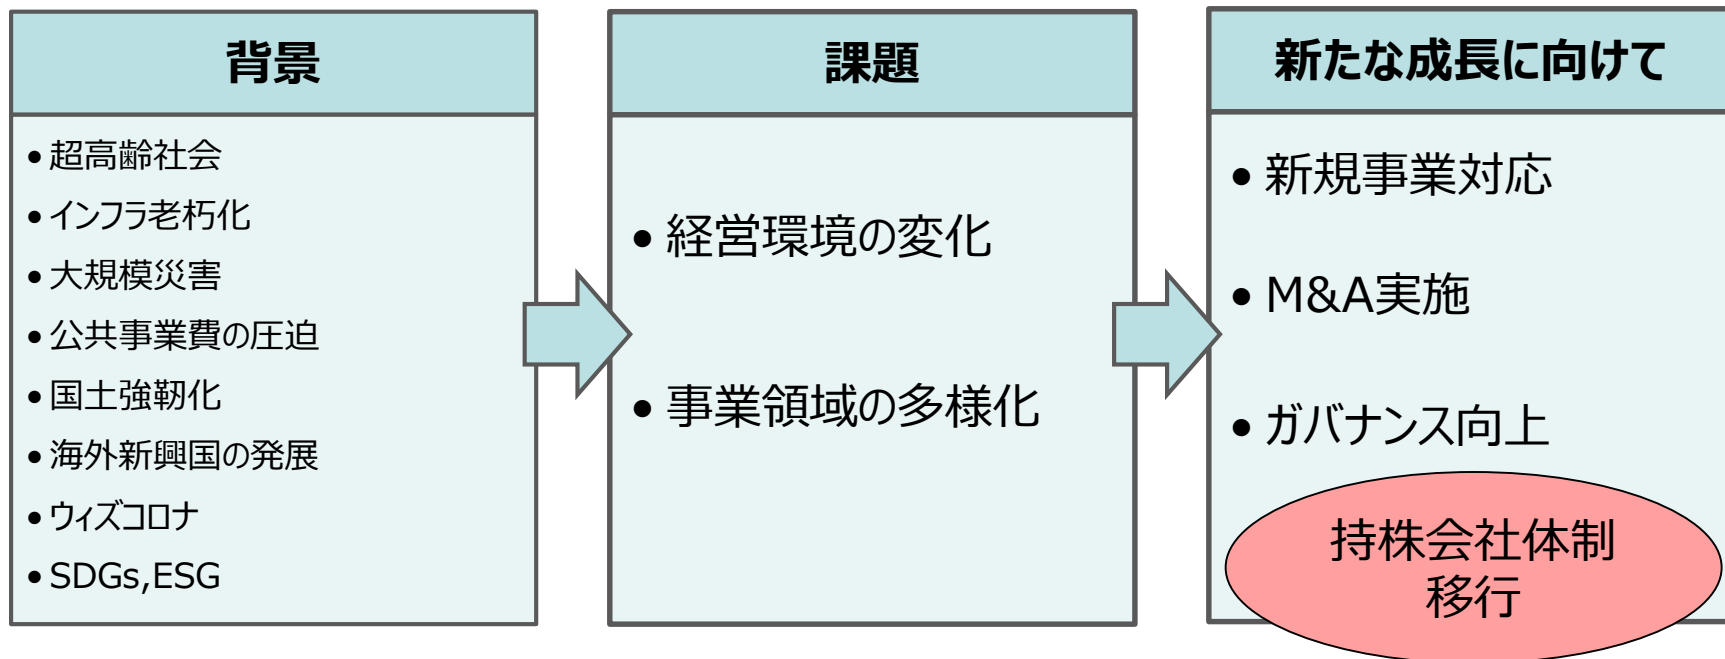 背景
• 超高齢社会
• インフラ老朽化
• 大規模災害
• 公共事業費の圧迫
• 国土強靭化
• 海外新興国の発展
• ウィズコロナ
• SDGs,ESG
課題
• 経営環境の変化
• 事業領域の多様化
新たな成長に向けて
• 新規事業対応
• M&A実施
• ガバナンス向上
持株会社体制
移行